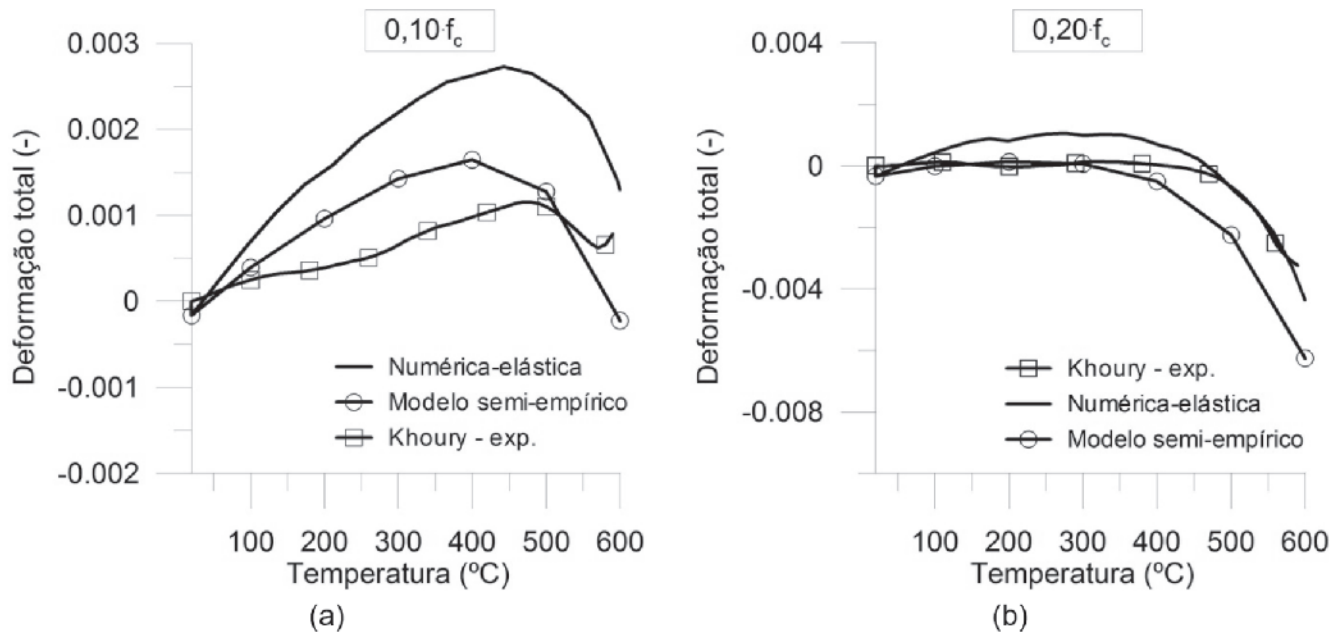 0,10·fc
0.003
0.002
0.001
0
-0.001
-0.002
Deformação total (-)
Numérica-elástica
Modelo semi-empírico
Khoury - exp.
100 200 300 400 500 600
Temperatura (ºC)
(a)
0,20·fc
0.004
0
-0.004
-0.008
Deformação total (-)
Khoury - exp.
Numérica-elástica
Modelo semi-empírico
100 200 300 400 500 600
Temperatura (ºC)
(b)